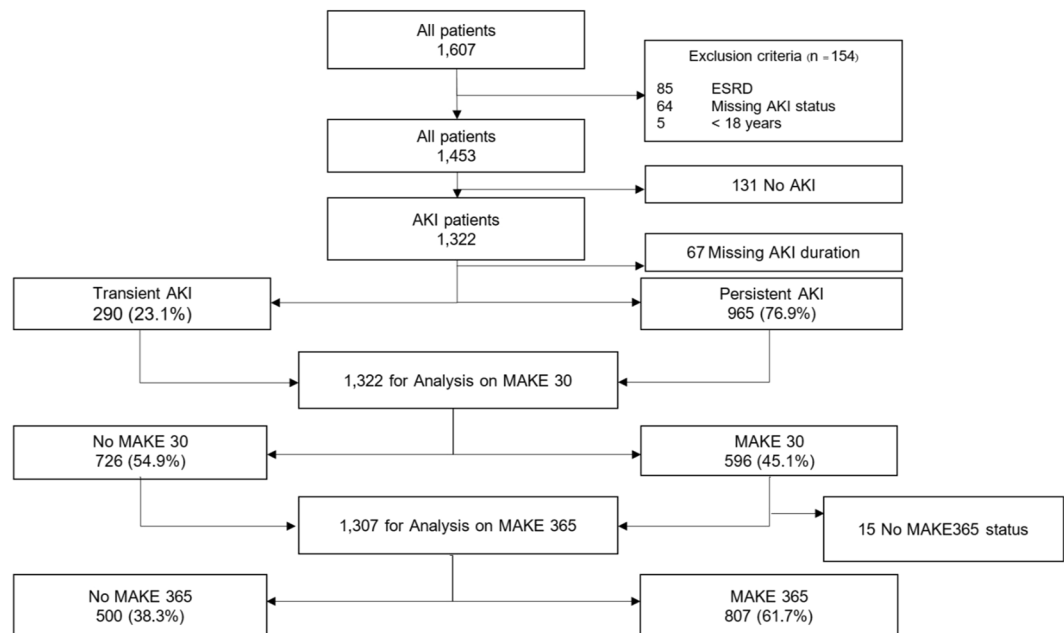 All patients
1,607
Exclusion criteria (n = 154)
85 ESRD
64 Missing AKI status
5 < 18 years
All patients
1,453
131 No AKI
AKI patients
1,322
67 Missing AKI duration
Transient AKI
290 (23.1%)
Persistent AKI
965 (76.9%)
1,322 for Analysis on MAKE 30
No MAKE 30
726 (54.9%)
MAKE 30
596 (45.1%)
1,307 for Analysis on MAKE 365
15 No MAKE365 status
No MAKE 365
500 (38.3%)
MAKE 365
807 (61.7%)